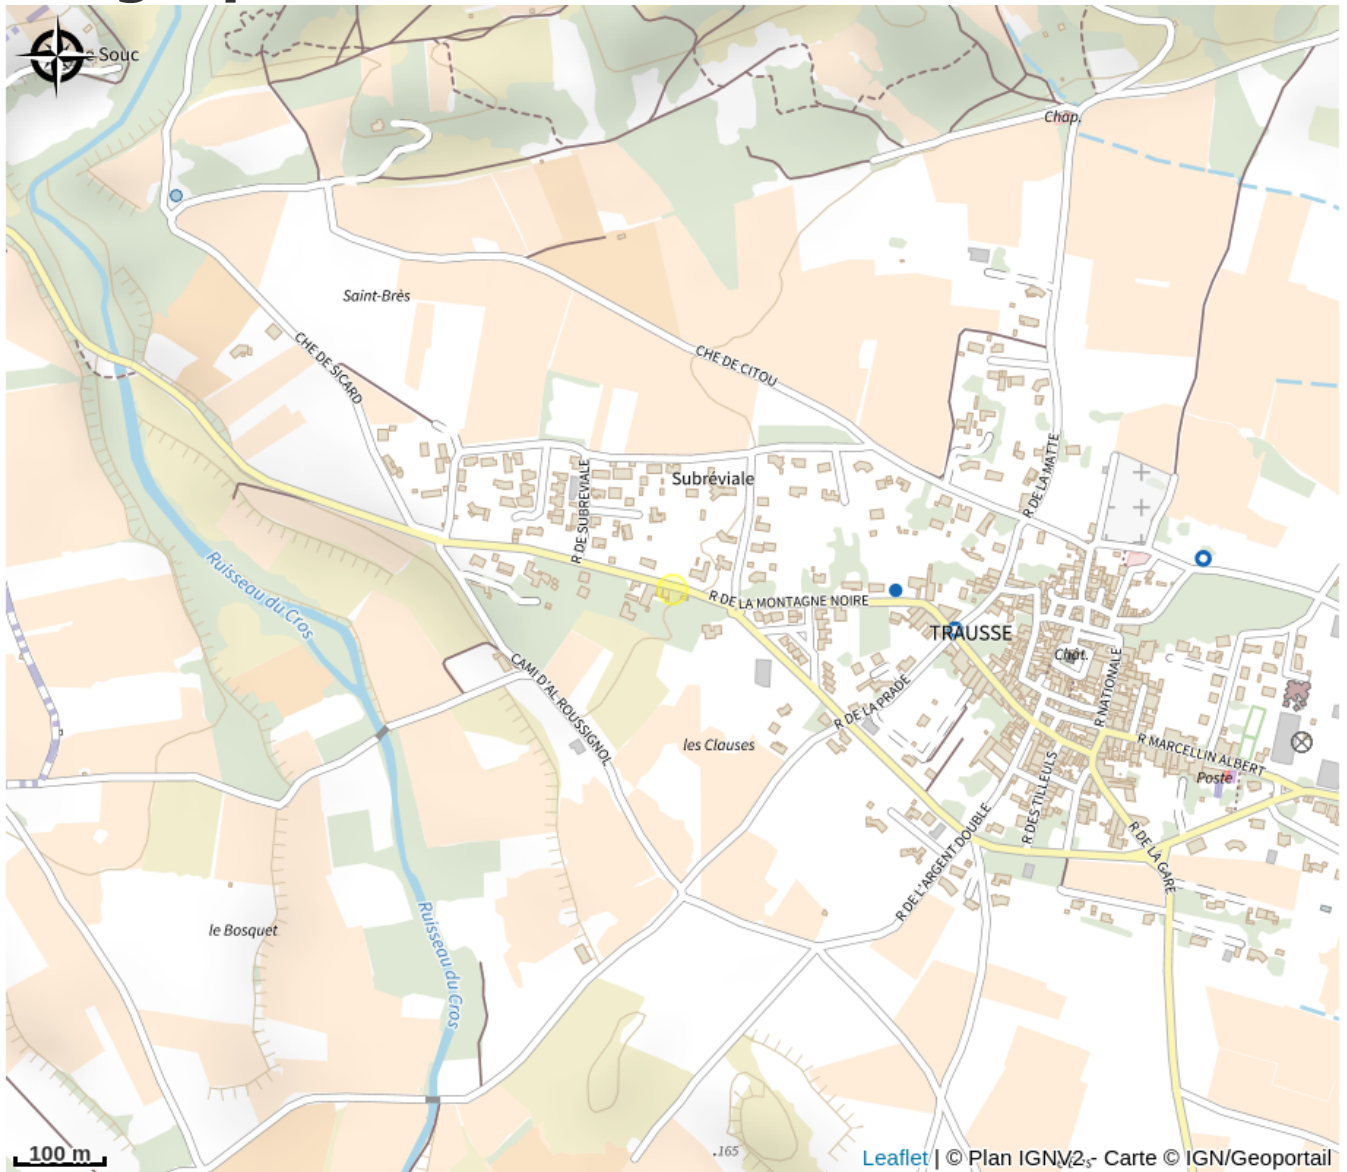 Souc
Chap.
Saint-Brès
CHE DE SICARD
CHE DE CITOU
R DE LA MATTE
Subréviale
R DE SUBREVIALE
Ruisseau du Cros
R DE LA MONTAGNE NOIRE
TRAUSSE
Chât.
CAMI D'AL ROUSSIGNOL
R DE LA PRADE
R NATIONALE
les Clauses
R MARCELLIN ALBERT
Poste
R DES TILLEULS
R DE L'ARGENT DOUBLE
R DE LA GARE
le Bosquet
Ruisseau du Cros
.165
100 m
Leaflet | © Plan IGNV2 - Carte © IGN/Geoportail